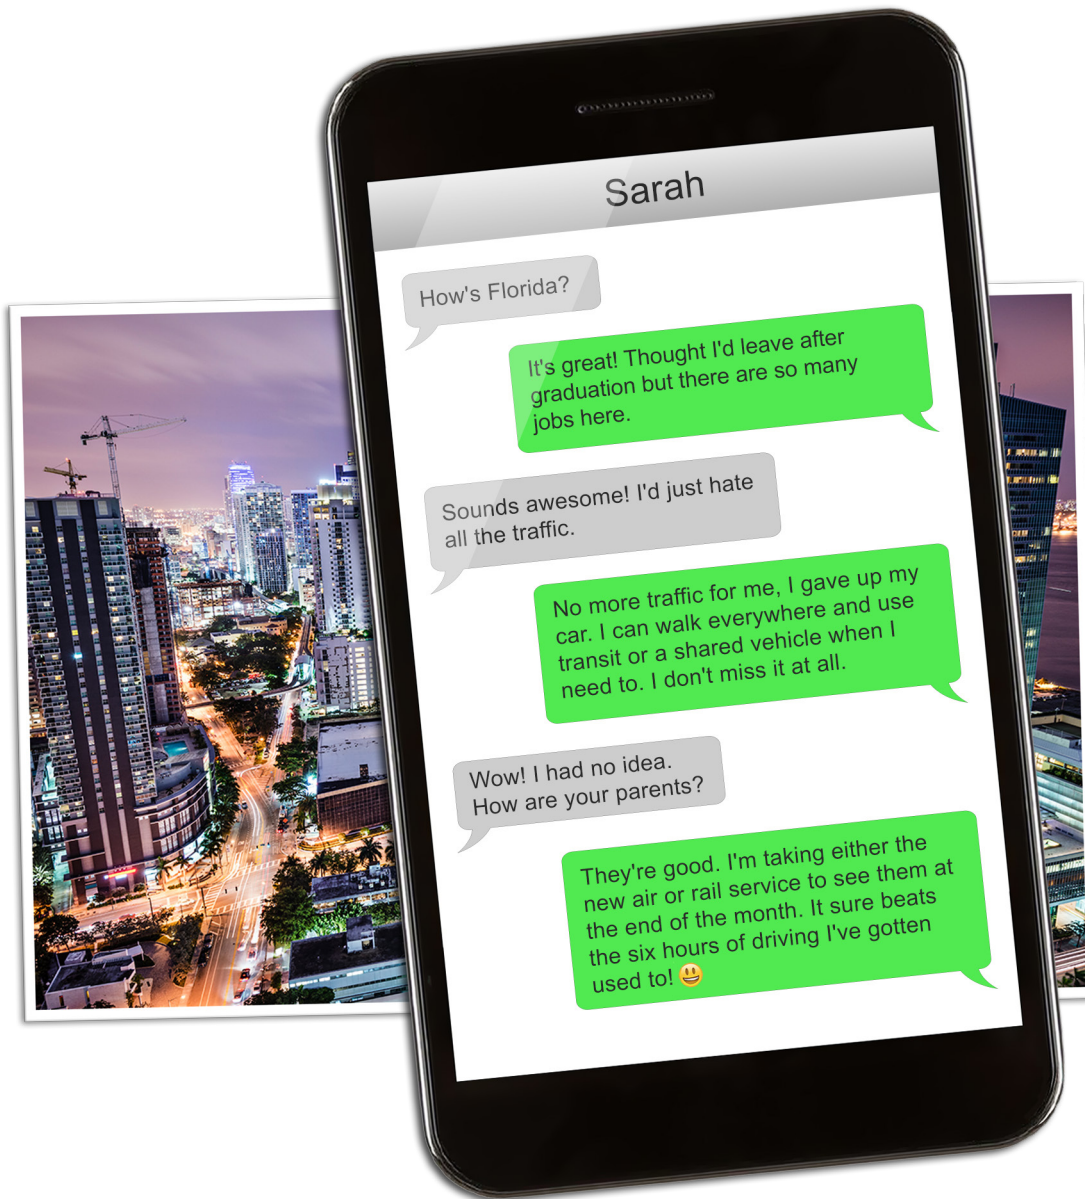 Sarah
How's Florida?
It's great! Thought I'd leave after
graduation but there are so many
jobs here.
Sounds awesome! I'd just hate
all the traffic.
No more traffic for me, I gave up my
car. I can walk everywhere and use
transit or a shared vehicle when I
need to. I don't miss it at all.
Wow! I had no idea.
How are your parents?
They're good. I'm taking either the
new air or rail service to see them at
the end of the month. It sure beats
the six hours of driving I've gotten
used to! 😃